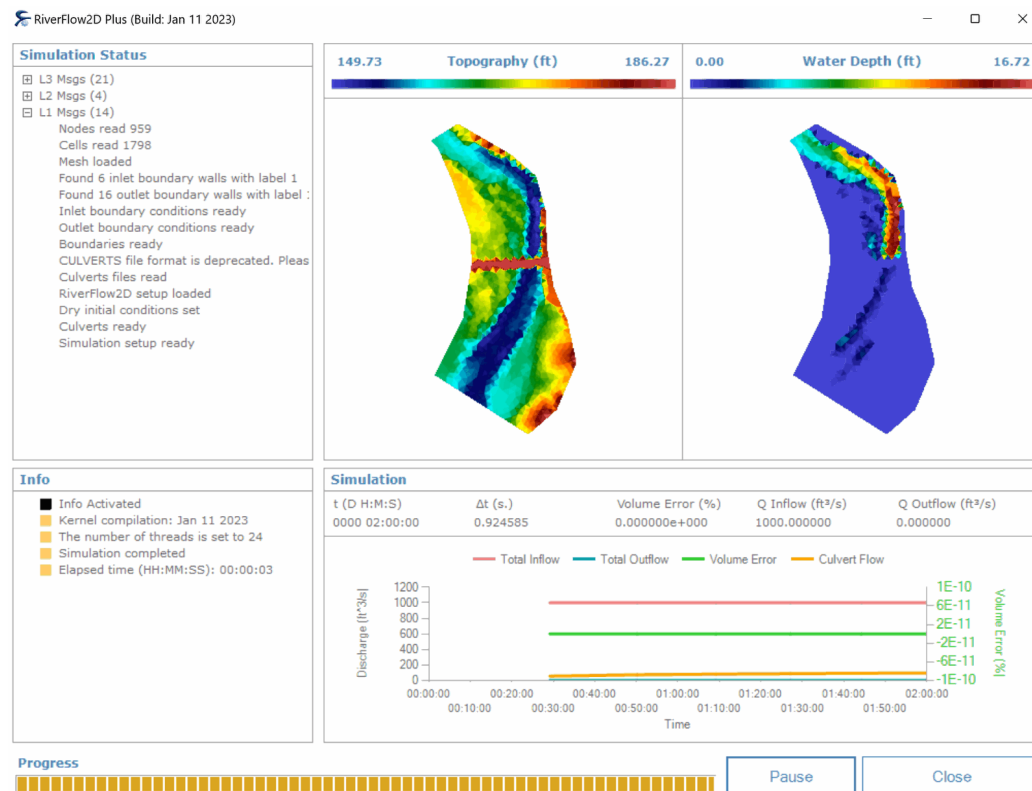 RiverFlow2D Plus (Build: Jan 11 2023)
Simulation Status
L3 Msgs (21)
L2 Msgs (4)
L1 Msgs (14)
Nodes read 959
Cells read 1798
Mesh loaded
Found 6 inlet boundary walls with label 1
Found 16 outlet boundary walls with label
Inlet boundary conditions ready
Outlet boundary conditions ready
Boundaries ready
CULVERTS file format is deprecated. Pleas
Culverts files read
RiverFlow2D setup loaded
Dry initial conditions set
Culverts ready
Simulation setup ready
149.73 Topography (ft) 186.27
0.00 Water Depth (ft) 16.72
Info
Info Activated
Kernel compilation: Jan 11 2023
The number of threads is set to 24
Simulation completed
Elapsed time (HH:MM:SS): 00:00:03
Simulation
t (D H:M:S) Δt (s.) Volume Error (%) Q Inflow (ft³/s) Q Outflow (ft³/s)
0000 02:00:00 0.924585 0.000000e+000 1000.000000 0.000000
Total Inflow Total Outflow Volume Error Culvert Flow
Discharge [ft^3/s]
1200
1000
800
600
400
200
0
1E-10
6E-11
2E-11
-2E-11
-6E-11
-1E-10
Volume Error [%]
00:00:00 00:20:00 00:40:00 01:00:00 01:20:00 01:40:00 02:00:00
00:10:00 00:30:00 00:50:00 01:10:00 01:30:00 01:50:00
Time
Progress
Pause
Close